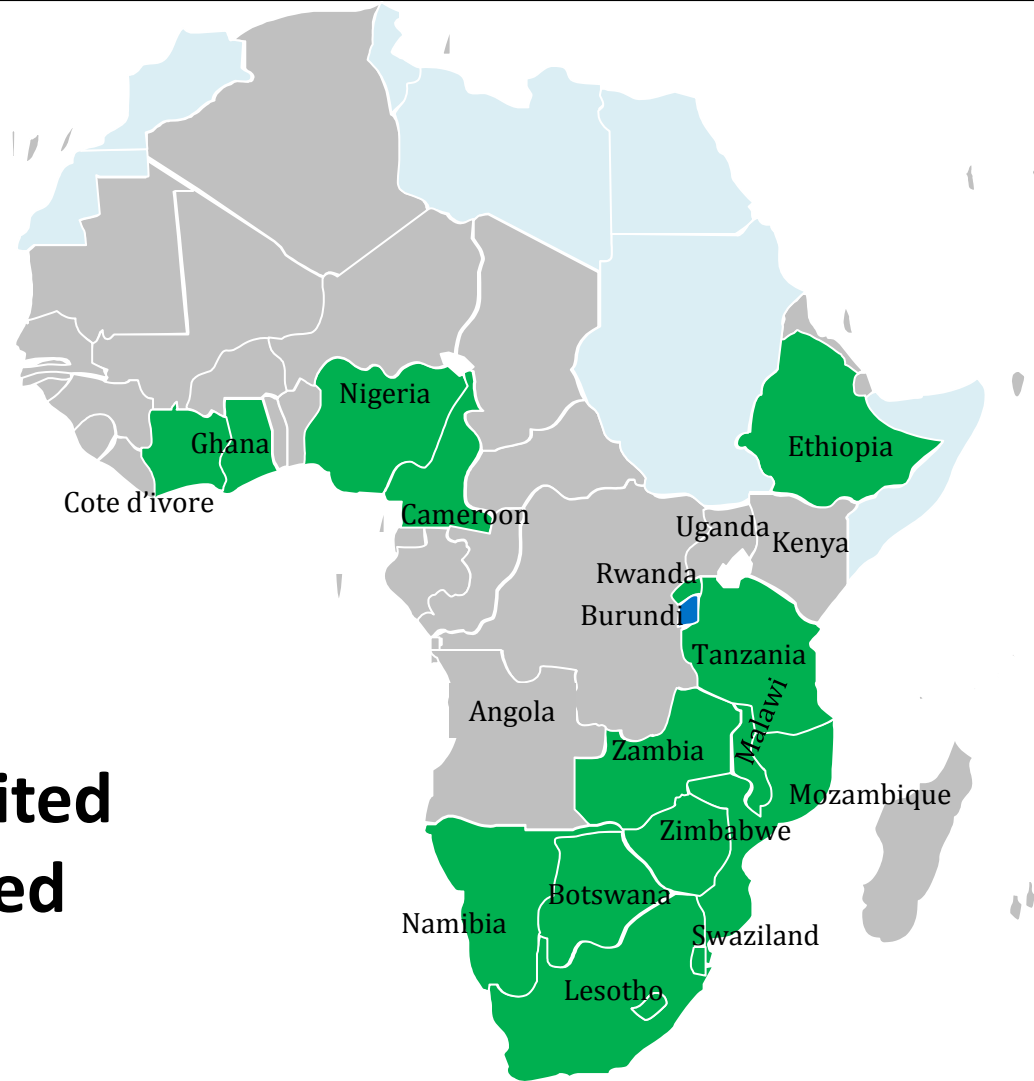 Nigeria
Ghana
Ethiopia
Cote d'ivore
Cameroon
Uganda
Kenya
Rwanda
Burundi
Tanzania
Angola
Malawi
Zambia
Mozambique
ited
Zimbabwe
ed
Botswana
Namibia
Swaziland
Lesotho